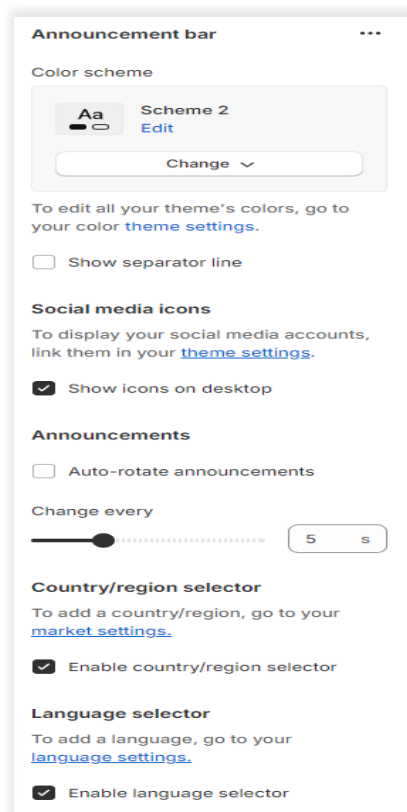 Announcement bar
Color scheme
Aa
Scheme 2
Edit
Change
To edit all your theme's colors, go to
your color theme settings.
Show separator line
Social media icons
To display your social media accounts,
link them in your theme settings.
Show icons on desktop
Announcements
Auto-rotate announcements
Change every
5 s
Country/region selector
To add a country/region, go to your
market settings.
Enable country/region selector
Language selector
To add a language, go to your
language settings.
Enable language selector